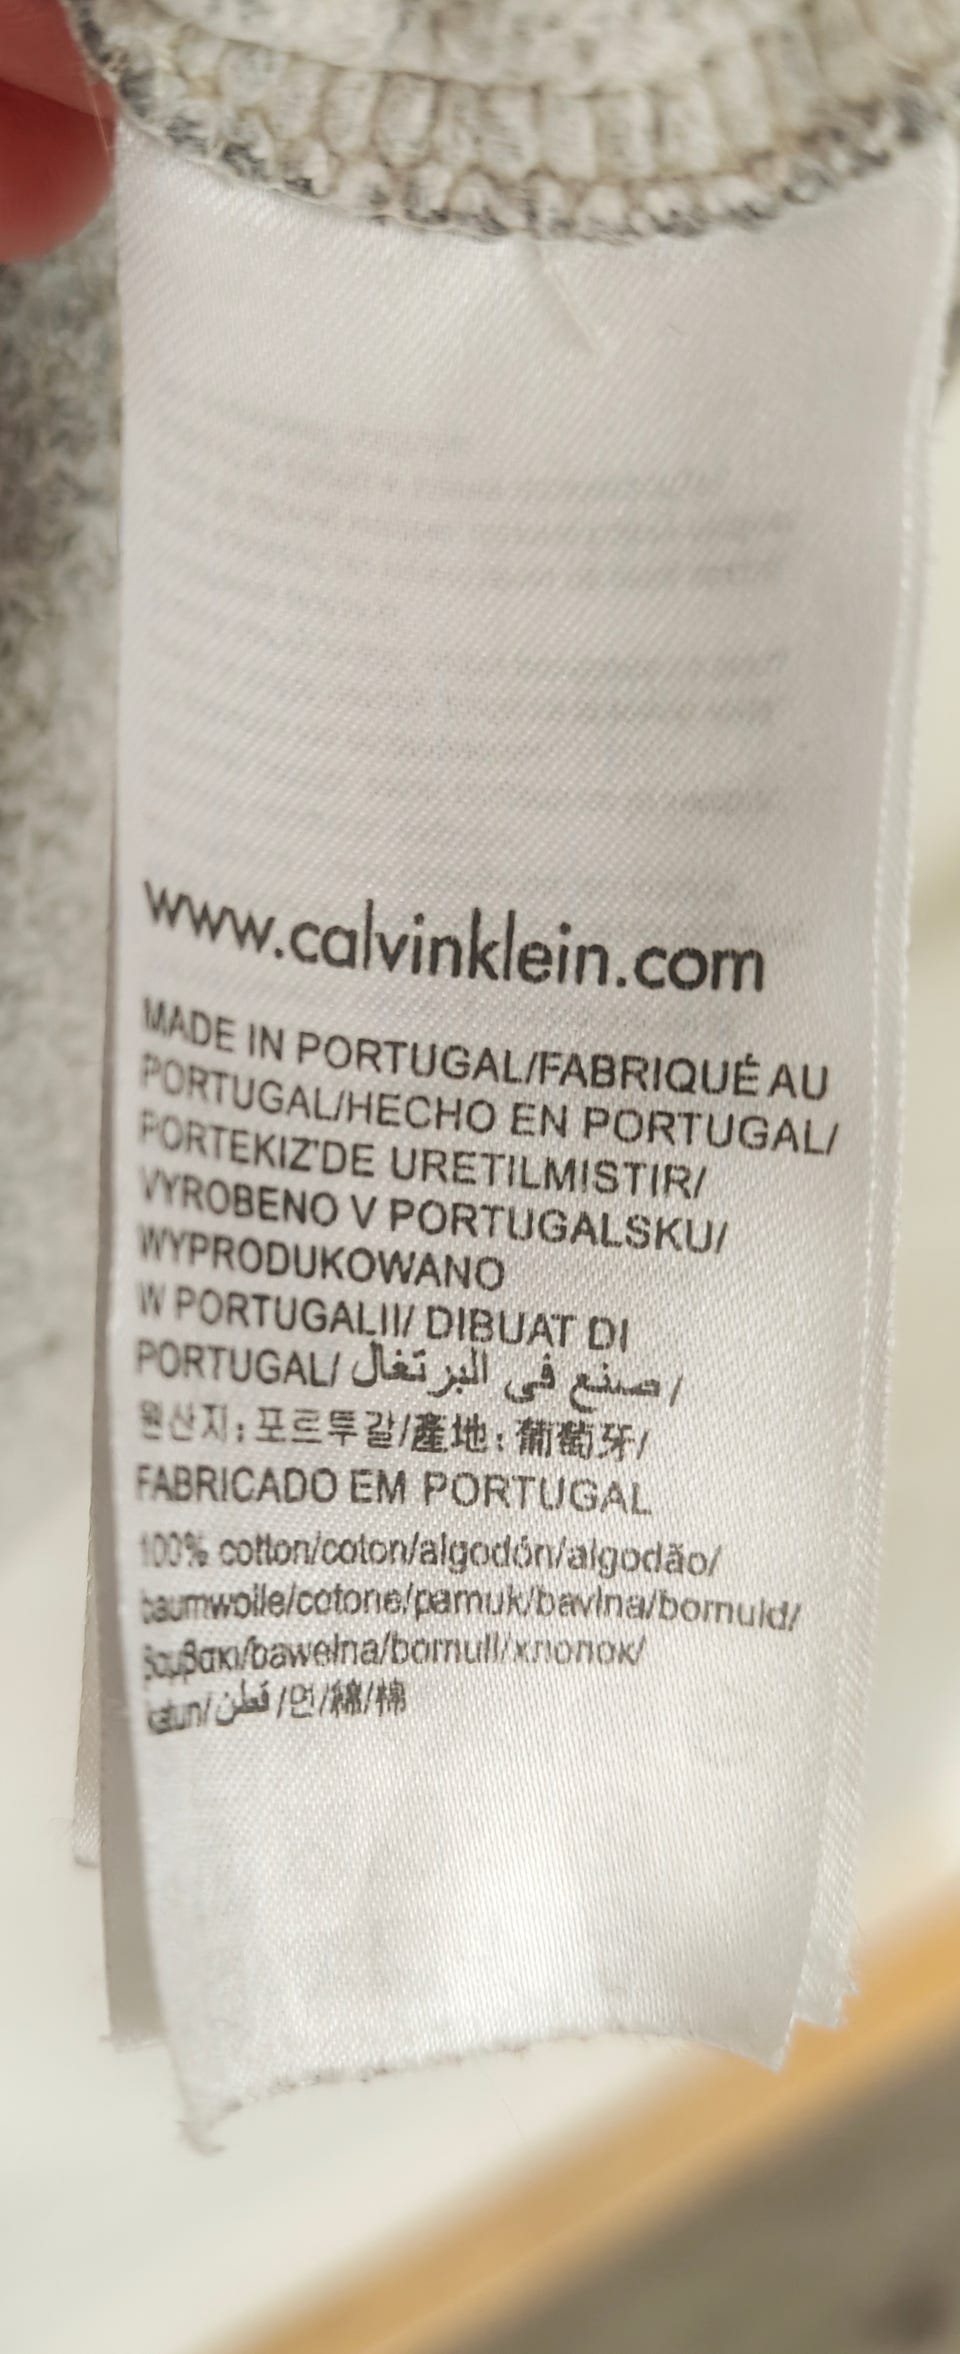 www.calvinklein.com
MADE IN PORTUGAL/FABRIQUÉ AU
PORTUGAL/HECHO EN PORTUGAL/
PORTEKIZ'DE URETILMISTIR/
VYROBENO V PORTUGALSKU/
WYPRODUKOWANO
W PORTUGALII/ DIBUAT DI
PORTUGAL/ صنع في البرتغال /
원산지: 포르투갈/產地: 葡萄牙/
FABRICADO EM PORTUGAL
100% cotton/coton/algodón/algodão/
baumwolle/cotone/pamuk/bavlna/bomuld/
βαμβακι/bawełna/bomull/хлопок/
katun/ قطن /면/綿/棉